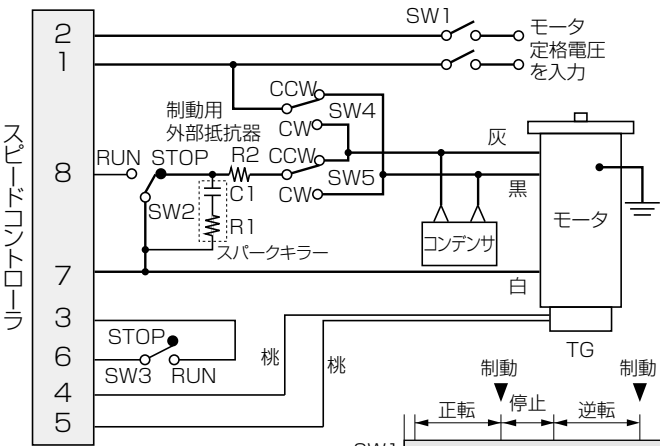 SW1
2
モータ
定格電圧
を入力
1
CCW
SW4
制動用
外部抵抗器
CW
灰
RUN
STOP
R2
CCW
8
SW5
C1
CW
黒
SW2
R1
モータ
コンデンサ
スパークキラー
7
白
スピードコントローラ
3
STOP
6
SW3
RUN
桃
桃
TG
4
5
制動
制動
正転
停止
逆転
SW1